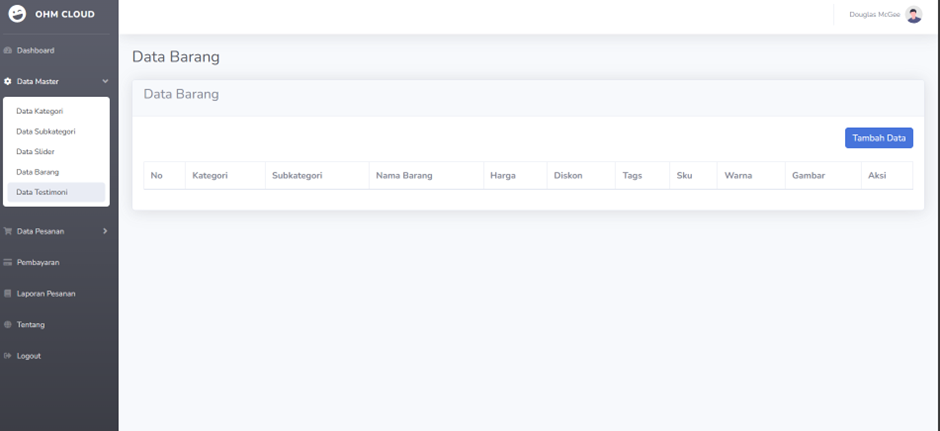 OHM CLOUD
Douglas McGee
Dashboard
Data Master
Data Kategori
Data Subkategori
Data Slider
Data Barang
Data Testimoni
Data Pesanan
Pembayaran
Laporan Pesanan
Tentang
Logout
Data Barang
Data Barang
Tambah Data
No Kategori Subkategori Nama Barang Harga Diskon Tags Sku Warna Gambar Aksi